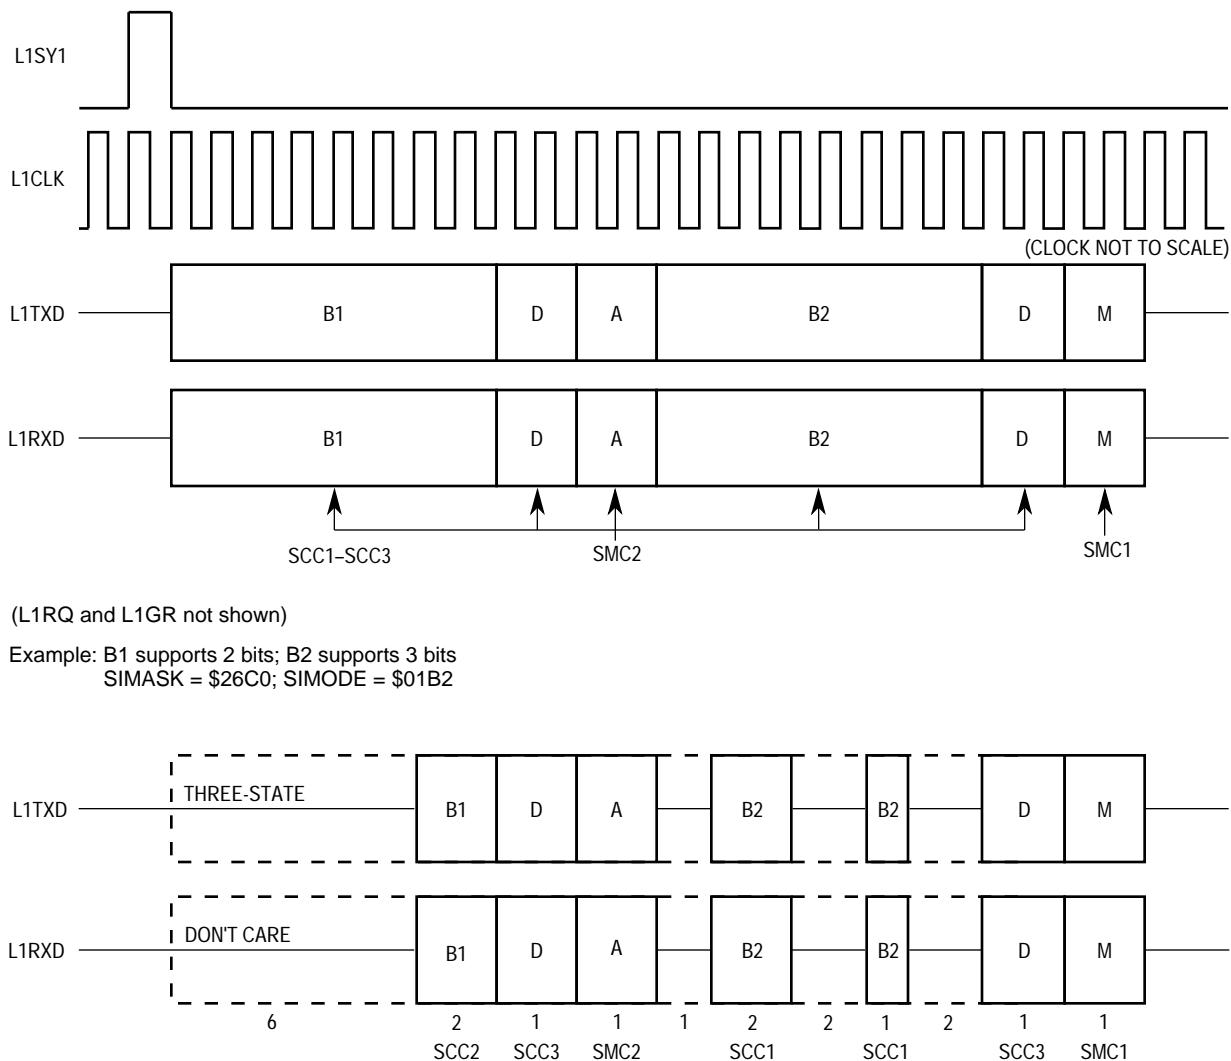 L1SY1
L1CLK
(CLOCK NOT TO SCALE)
L1TXD B1 D A B2 D M
L1RXD B1 D A B2 D M
SCC1–SCC3 SMC2 SMC1
(L1RQ and L1GR not shown)
Example: B1 supports 2 bits; B2 supports 3 bits
SIMASK = $26C0; SIMODE = $01B2
L1TXD THREE-STATE B1 D A B2 B2 D M
L1RXD DON'T CARE B1 D A B2 B2 D M
6 2 1 1 1 2 2 1 2 1 1
SCC2 SCC3 SMC2 SCC1 SCC1 SCC3 SMC1